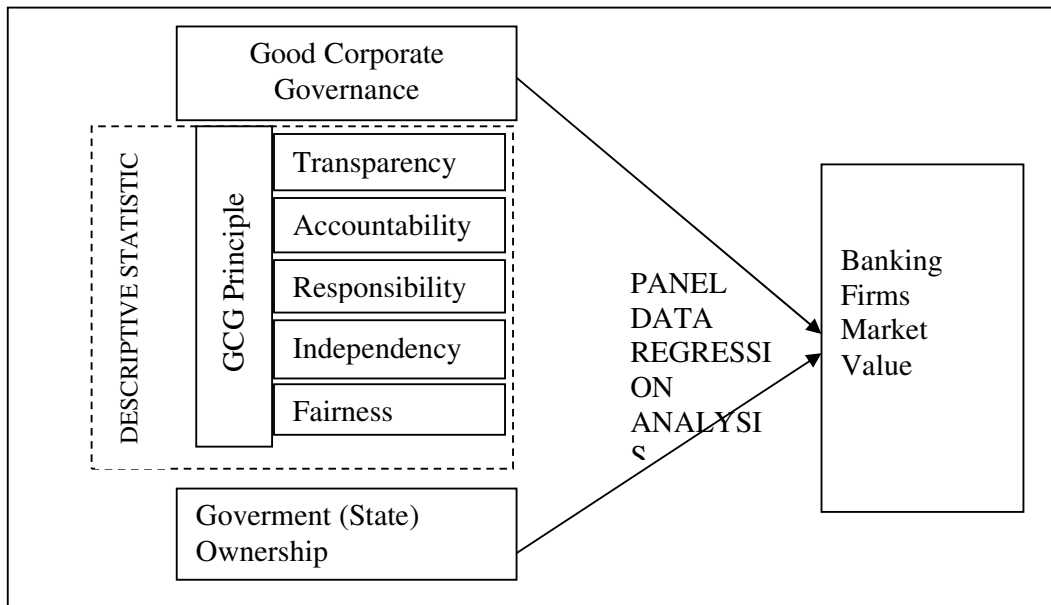 Good Corporate
Governance
DESCRIPTIVE STATISTIC
GCG Principle
Transparency
Accountability
Responsibility
Independency
Fairness
Goverment (State)
Ownership
PANEL
DATA
REGRESSI
ON
ANALYSI
S
Banking
Firms
Market
Value